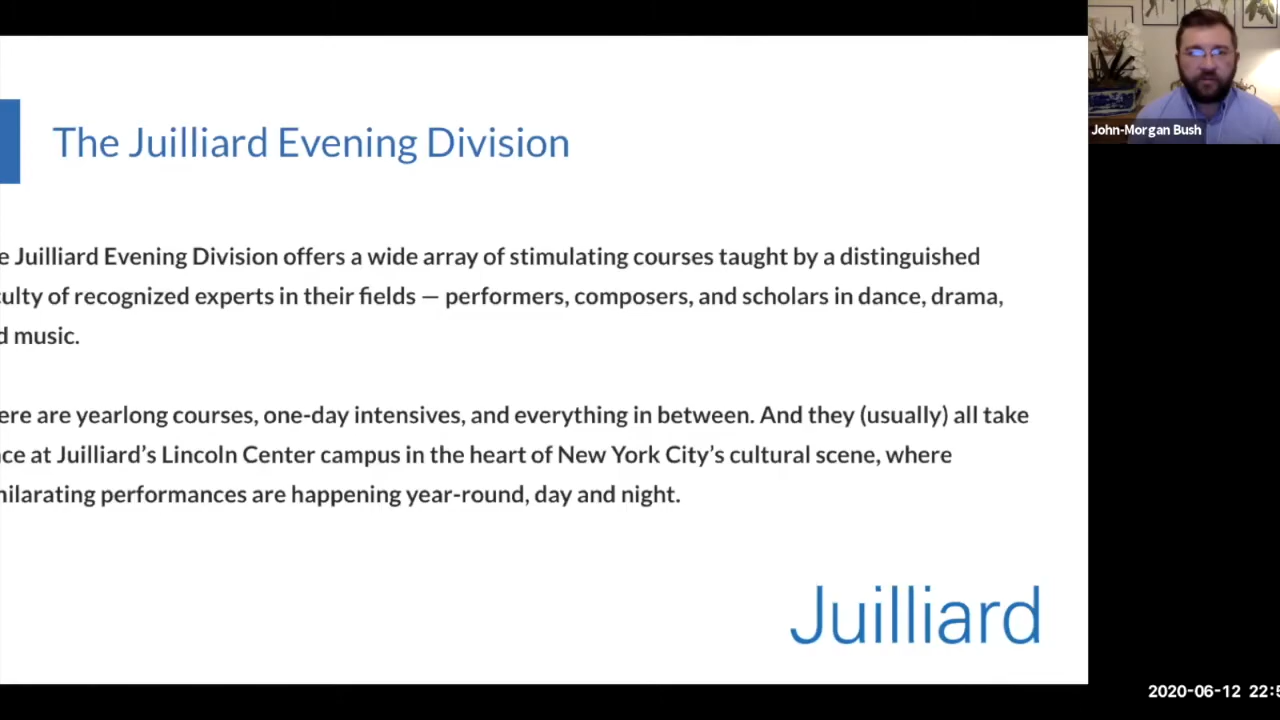 The Juilliard Evening Division
e Juilliard Evening Division offers a wide array of stimulating courses taught by a distinguished
culty of recognized experts in their fields — performers, composers, and scholars in dance, drama,
d music.
ere are yearlong courses, one-day intensives, and everything in between. And they (usually) all take
ce at Juilliard's Lincoln Center campus in the heart of New York City's cultural scene, where
hilarating performances are happening year-round, day and night.
Juilliard
John-Morgan Bush
2020-06-12 22:5